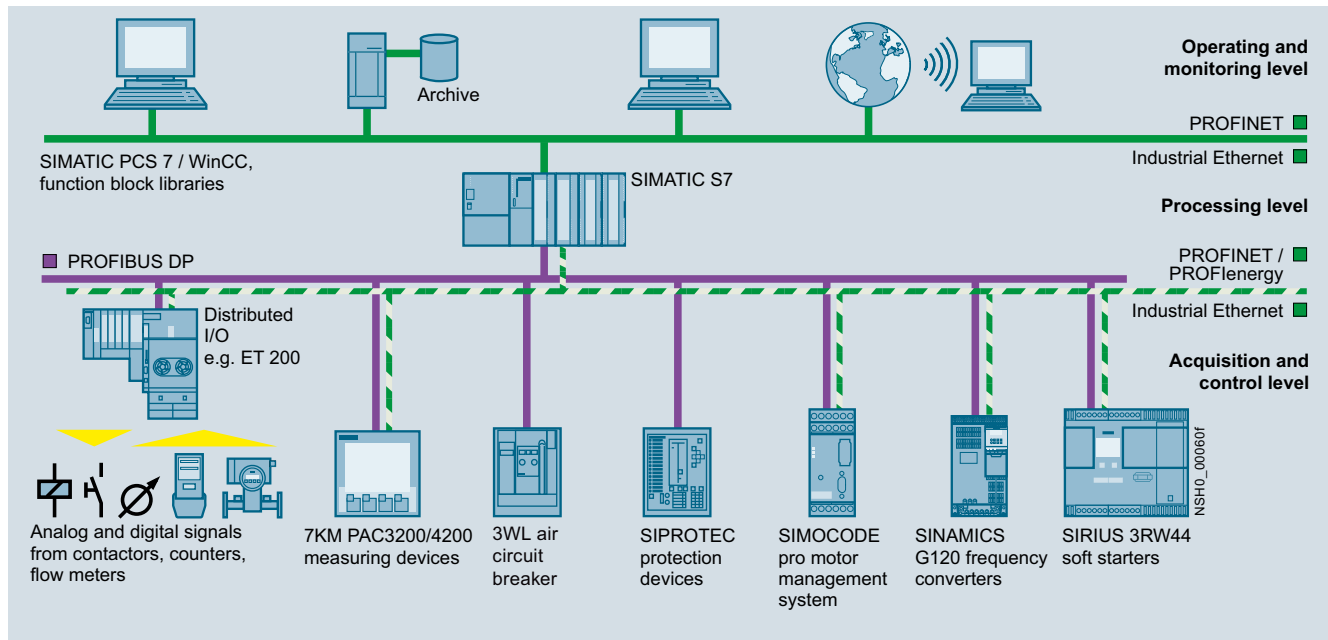 Operating and
monitoring level
Archive
PROFINET
SIMATIC PCS 7 / WinCC,
function block libraries
Industrial Ethernet
SIMATIC S7
Processing level
PROFIBUS DP
PROFINET /
PROFIenergy
Industrial Ethernet
Distributed
I/O
e.g. ET 200
Acquisition and
control level
NSH0_00060f
Analog and digital signals
from contactors, counters,
flow meters
7KM PAC3200/4200
measuring devices
3WL air
circuit
breaker
SIPROTEC
protection
devices
SIMOCODE
pro motor
management
system
SINAMICS
G120 frequency
converters
SIRIUS 3RW44
soft starters